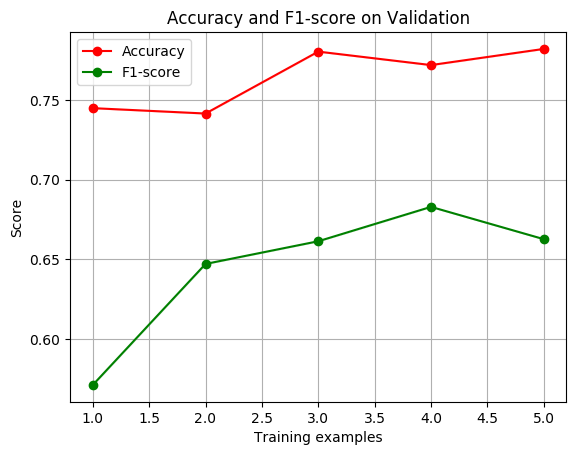 Accuracy and F1-score on Validation
Accuracy
F1-score
Score
0.75
0.70
0.65
0.60
1.0 1.5 2.0 2.5 3.0 3.5 4.0 4.5 5.0
Training examples